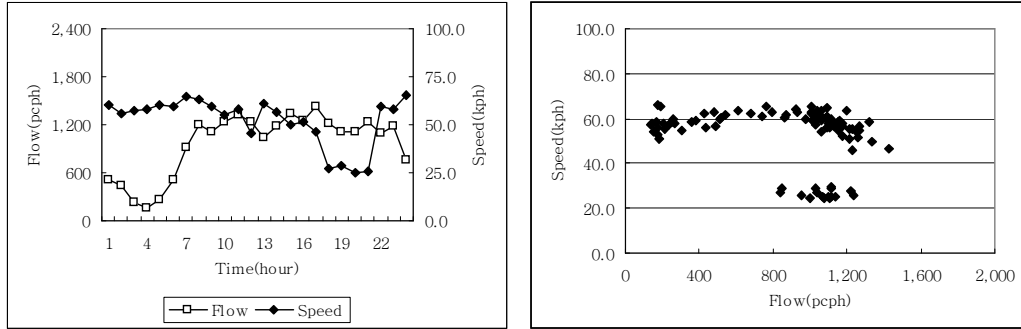 2,400
1,800
1,200
600
0
Flow(pcph)
100.0
75.0
50.0
25.0
0.0
Speed(kph)
1 4 7 10 13 16 19 22
Time(hour)
Flow Speed
100.0
80.0
60.0
40.0
20.0
0.0
Speed(kph)
0 400 800 1,200 1,600 2,000
Flow(pcph)